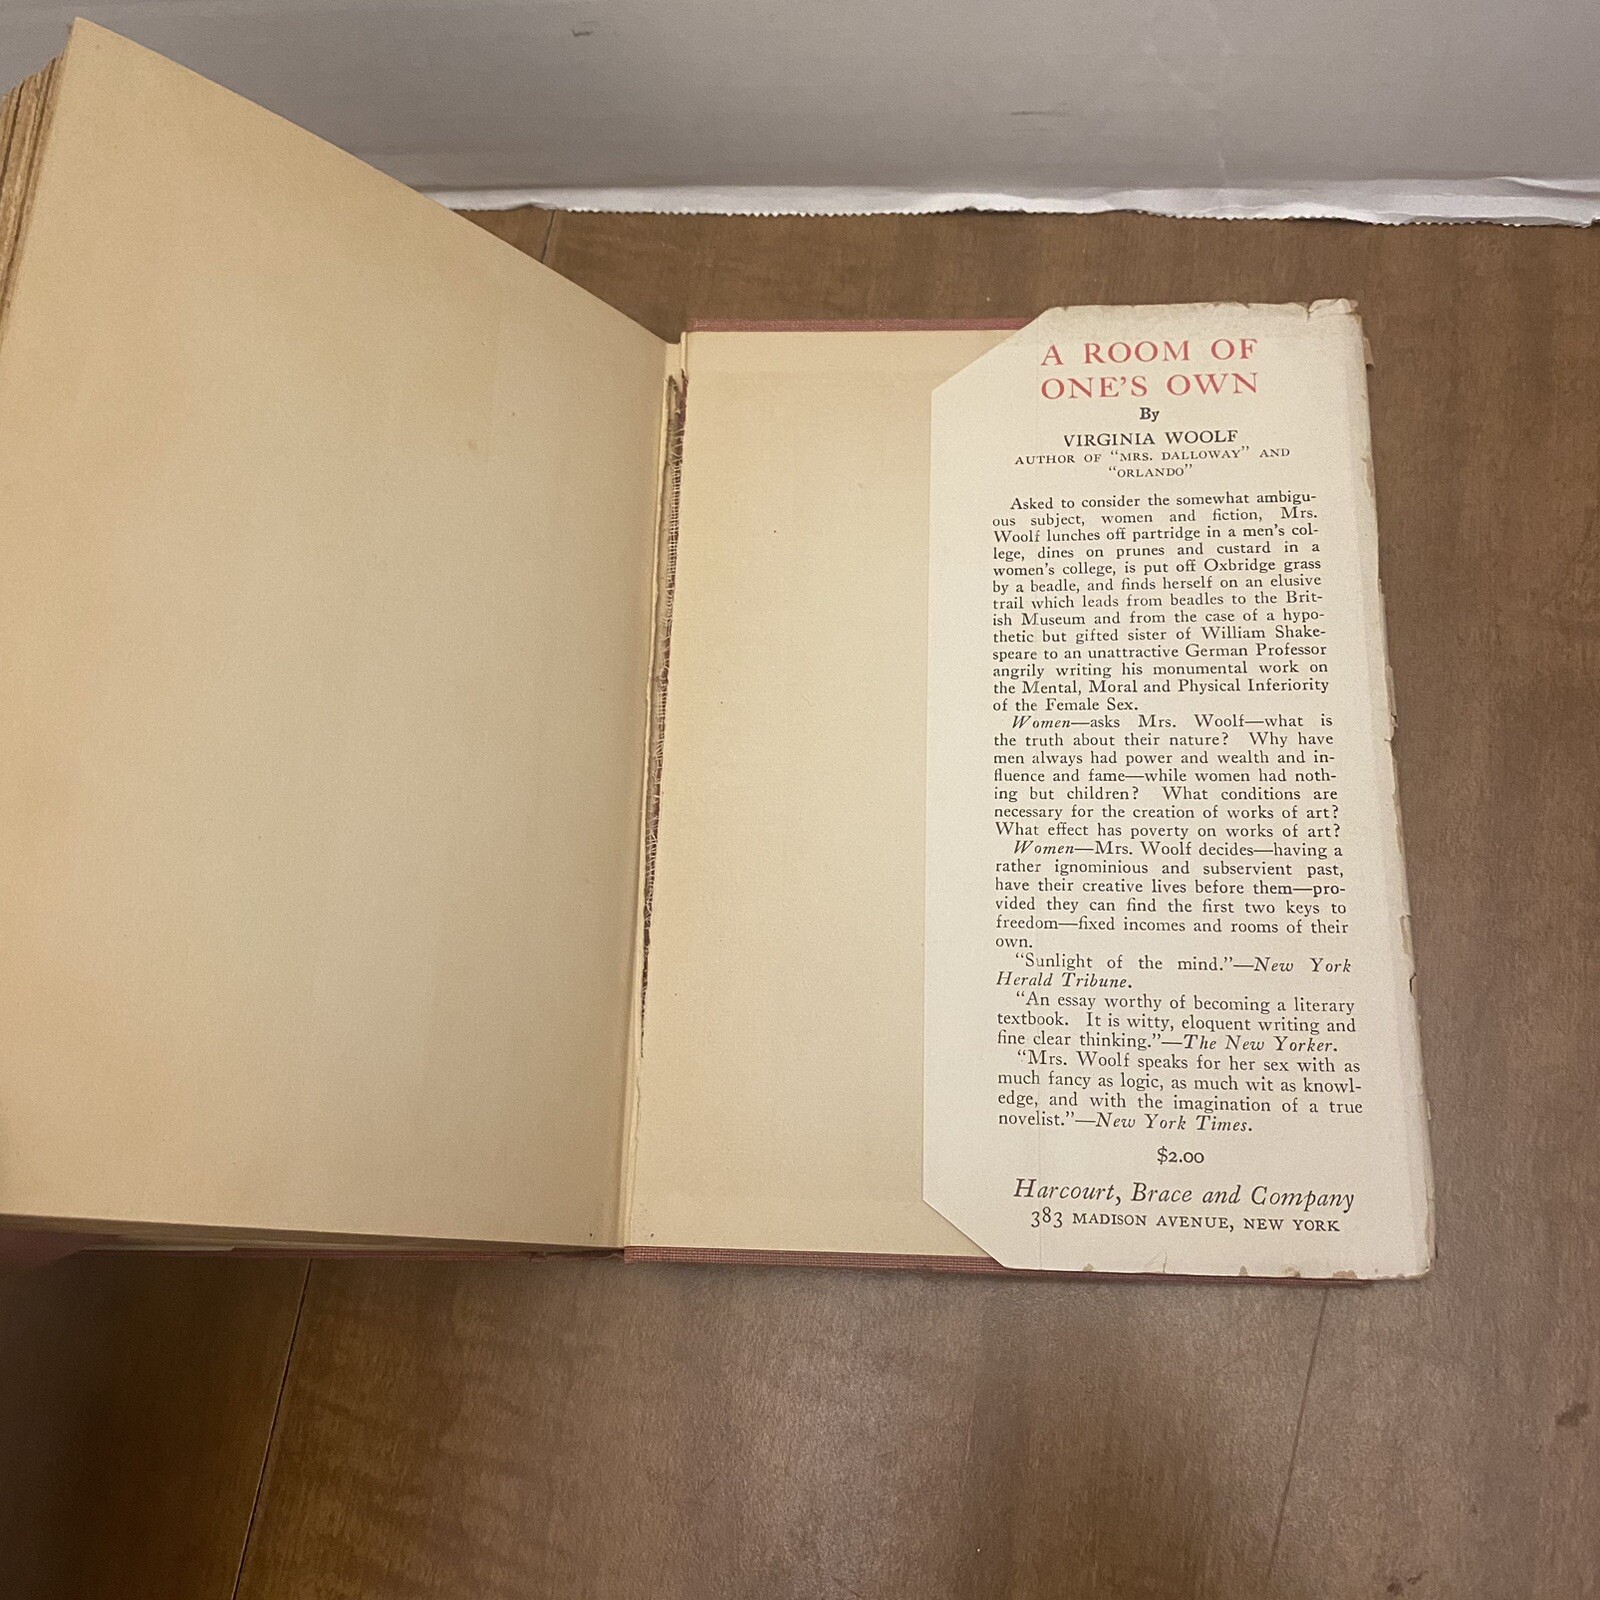 A ROOM OF
ONE'S OWN
By
VIRGINIA WOOLF
AUTHOR OF "MRS. DALLOWAY" AND
"ORLANDO"
Asked to consider the somewhat ambigu-
ous subject, women and fiction, Mrs.
Woolf lunches off partridge in a men's col-
lege, dines on prunes and custard in a
women's college, is put off Oxbridge grass
by a beadle, and finds herself on an elusive
trail which leads from beadles to the Brit-
ish Museum and from the case of a hypo-
thetic but gifted sister of William Shake-
speare to an unattractive German Professor
angrily writing his monumental work on
the Mental, Moral and Physical Inferiority
of the Female Sex.
Women—asks Mrs. Woolf—what is
the truth about their nature? Why have
men always had power and wealth and in-
fluence and fame—while women had noth-
ing but children? What conditions are
necessary for the creation of works of art?
What effect has poverty on works of art?
Women—Mrs. Woolf decides—having a
rather ignominious and subservient past,
have their creative lives before them—pro-
vided they can find the first two keys to
freedom—fixed incomes and rooms of their
own.
"Sunlight of the mind."—New York
Herald Tribune.
"An essay worthy of becoming a literary
textbook. It is witty, eloquent writing and
fine clear thinking."—The New Yorker.
"Mrs. Woolf speaks for her sex with as
much fancy as logic, as much wit as knowl-
edge, and with the imagination of a true
novelist."—New York Times.
$2.00
Harcourt, Brace and Company
383 MADISON AVENUE, NEW YORK